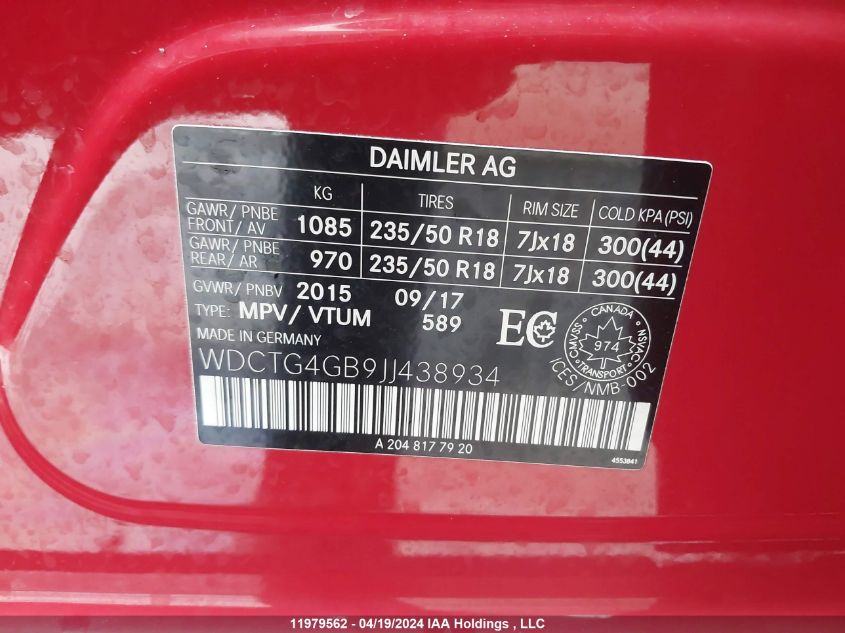 DAIMLER AG
KG TIRES RIM SIZE COLD KPA (PSI)
GAWR/ PNBE FRONT/ AV 1085 235/50 R18 7Jx18 300(44)
GAWR/ PNBE REAR/ AR 970 235/50 R18 7Jx18 300(44)
GVWR/ PNBV 2015 09/17
TYPE: MPV/ VTUM 589
MADE IN GERMANY
EC
CANADA
CMVSS NSVAC
974
TRANSPORT
ICES/NMB-002
WDCTG4GB9JJ438934
A 204 817 79 20
4553841
11979562 - 04/19/2024 IAA Holdings , LLC